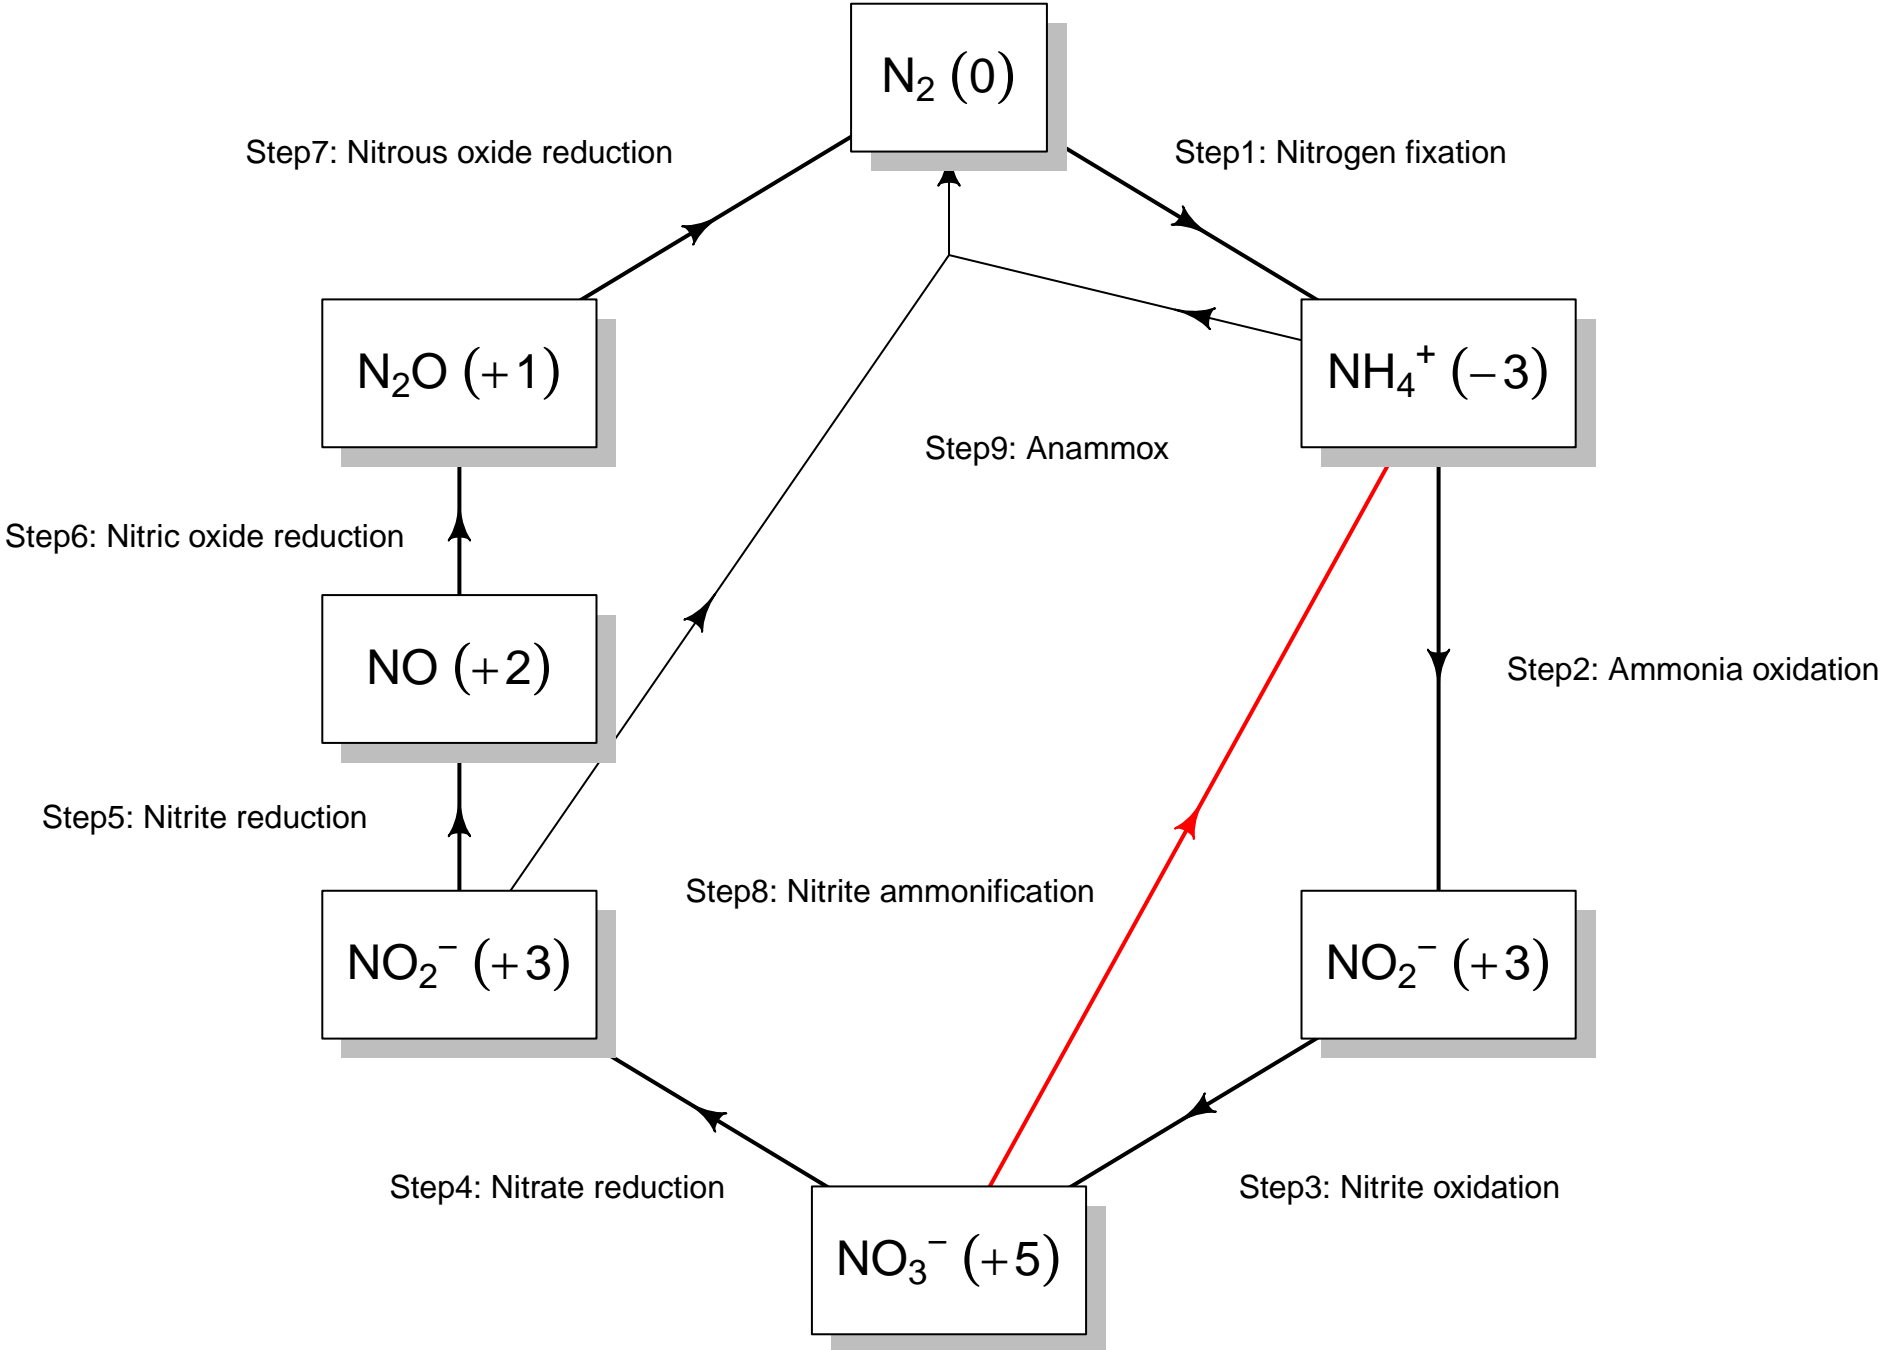 N₂ (0)
Step7: Nitrous oxide reduction
Step1: Nitrogen fixation
N₂O (+1)
NH₄⁺ (−3)
Step9: Anammox
Step6: Nitric oxide reduction
NO (+2)
Step2: Ammonia oxidation
Step5: Nitrite reduction
Step8: Nitrite ammonification
NO₂⁻ (+3)
NO₂⁻ (+3)
Step4: Nitrate reduction
Step3: Nitrite oxidation
NO₃⁻ (+5)